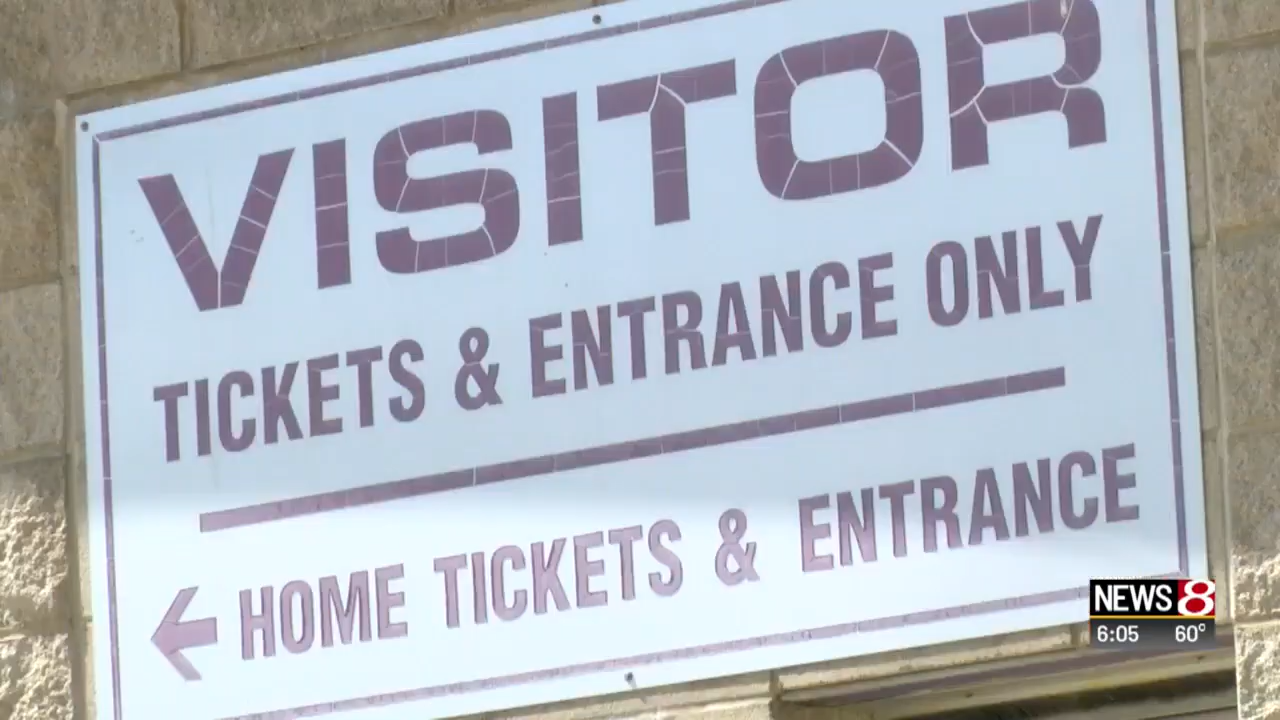 VISITOR
TICKETS & ENTRANCE ONLY
HOME TICKETS & ENTRANCE
NEWS 8
6:05 60°